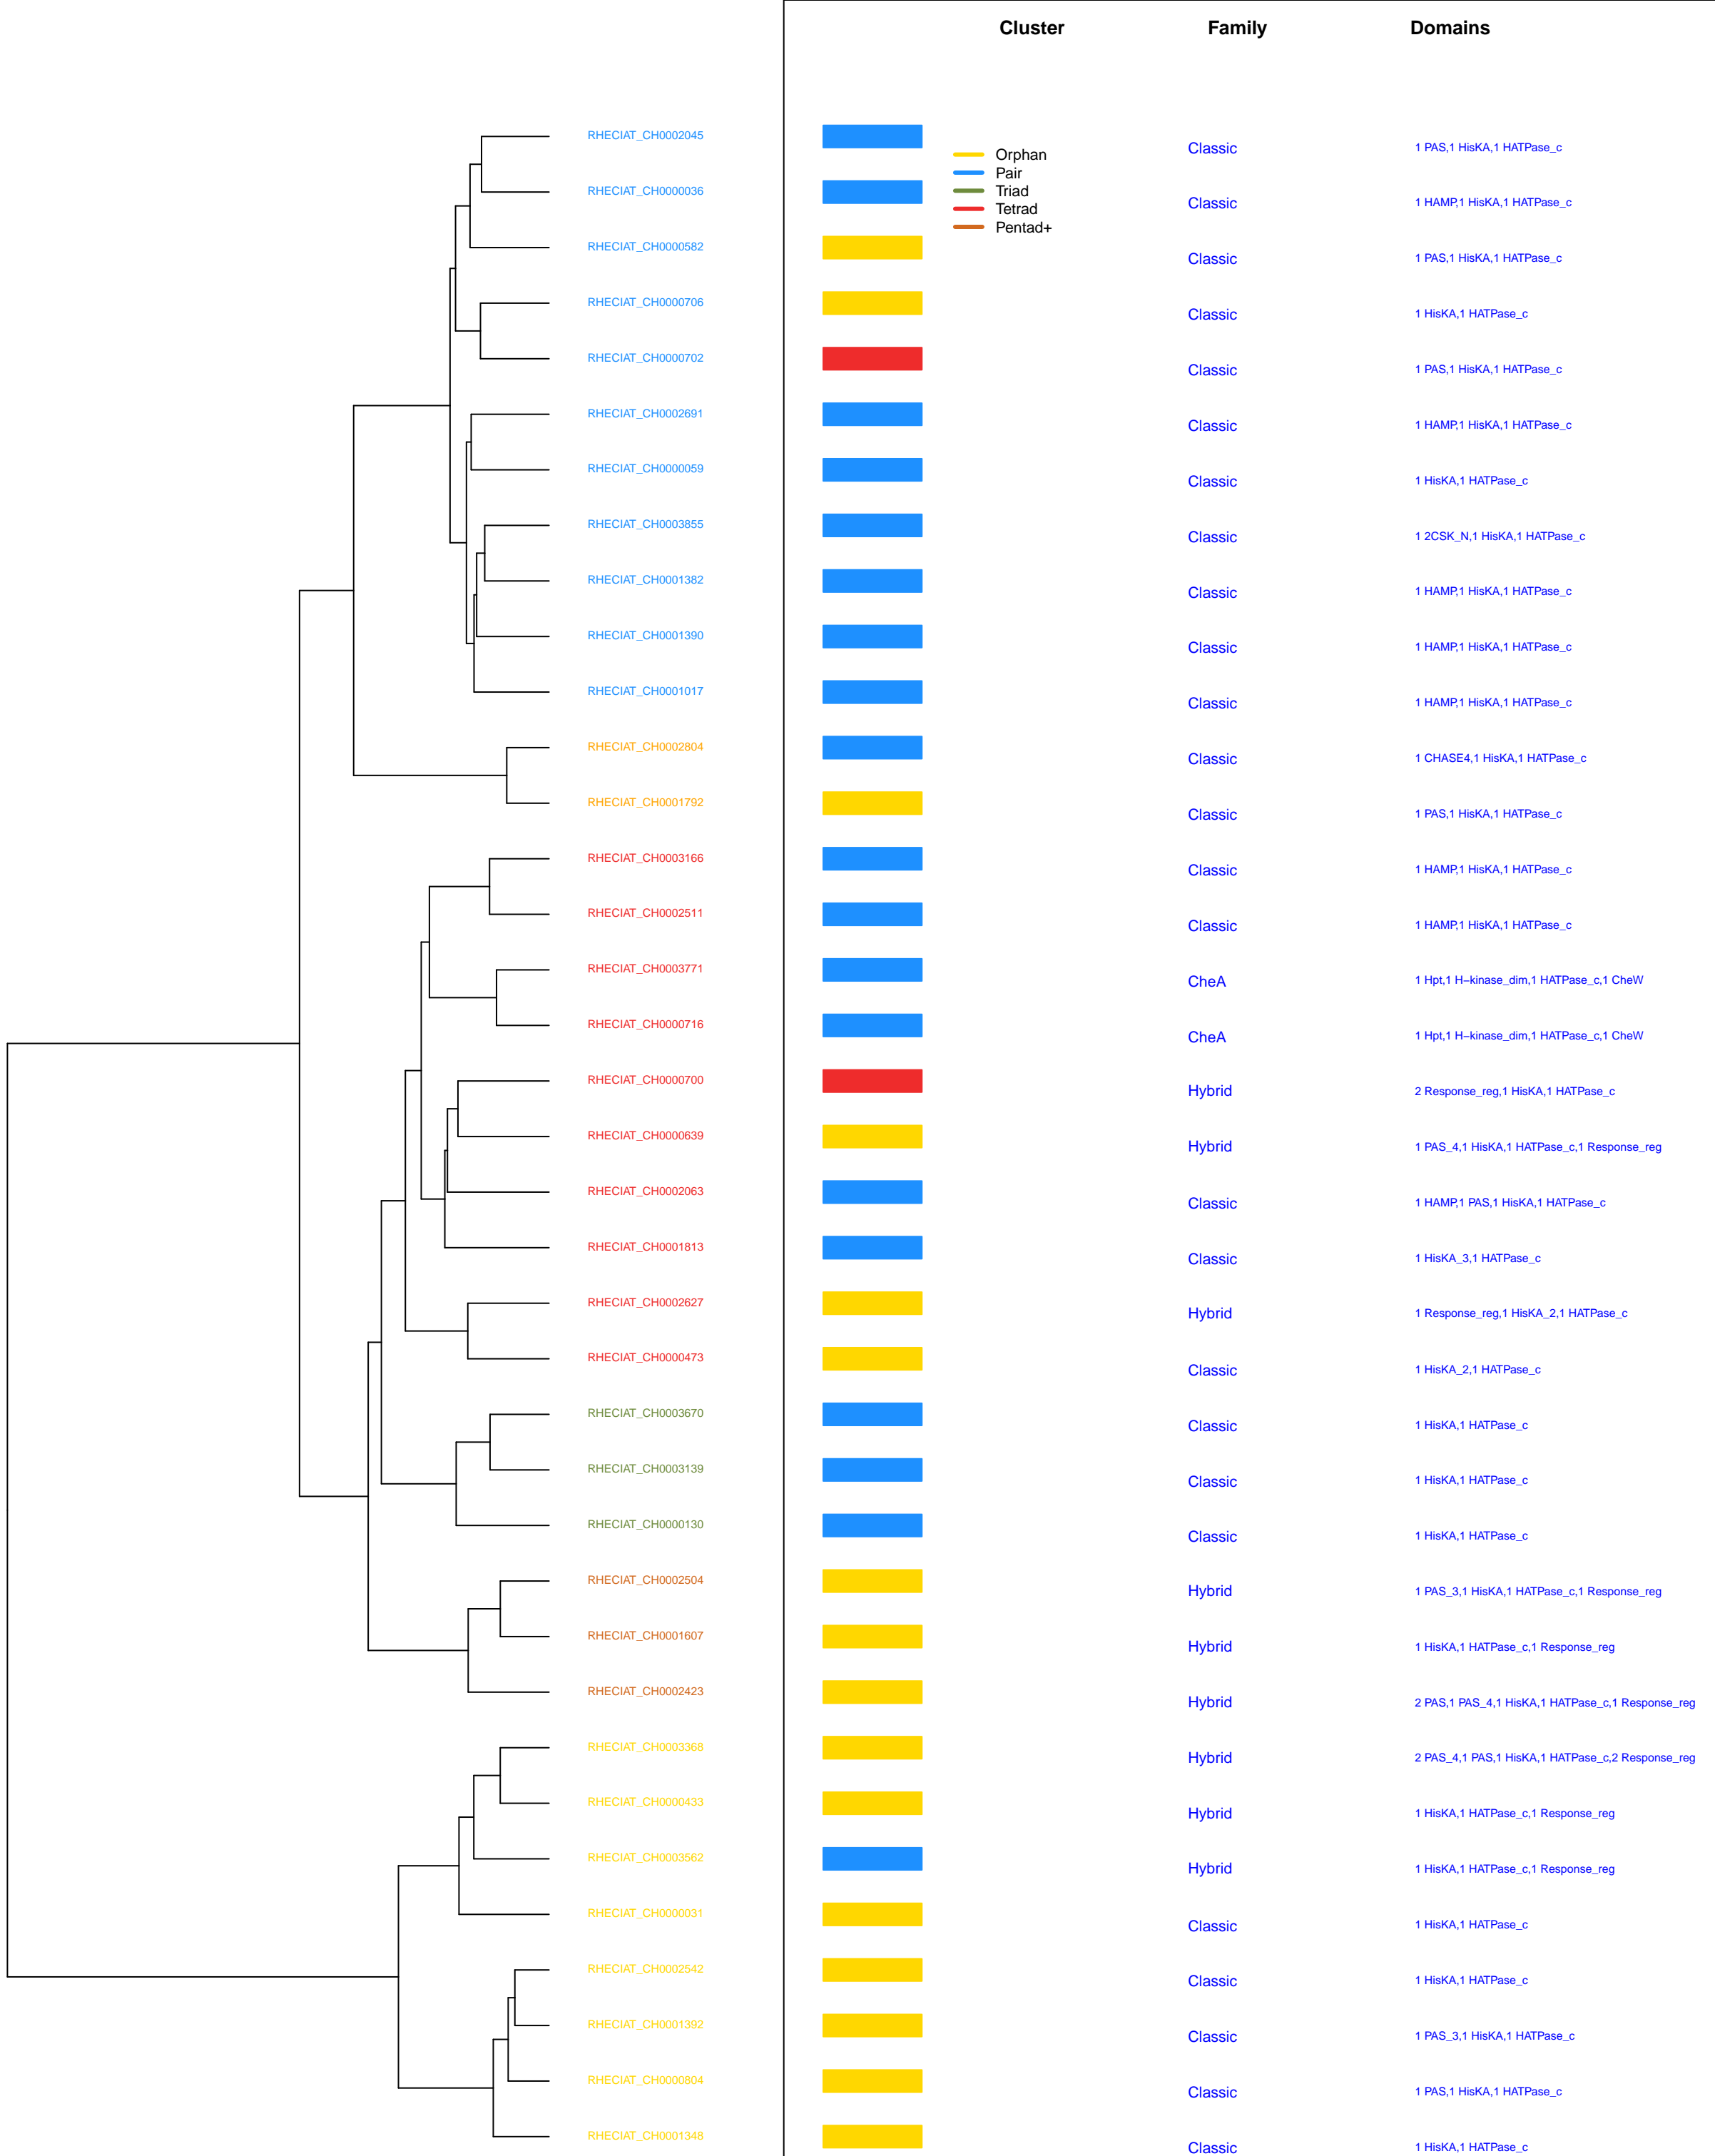 Cluster Family Domains
RHECIAT_CH0002045 Classic 1 PAS,1 HisKA,1 HATPase_c
Orphan
Pair
RHECIAT_CH0000036 Classic 1 HAMP,1 HisKA,1 HATPase_c
Triad
Tetrad
Pentad+
RHECIAT_CH0000582 Classic 1 PAS,1 HisKA,1 HATPase_c
RHECIAT_CH0000706 Classic 1 HisKA,1 HATPase_c
RHECIAT_CH0000702 Classic 1 PAS,1 HisKA,1 HATPase_c
RHECIAT_CH0002691 Classic 1 HAMP,1 HisKA,1 HATPase_c
RHECIAT_CH0000059 Classic 1 HisKA,1 HATPase_c
RHECIAT_CH0003855 Classic 1 2CSK_N,1 HisKA,1 HATPase_c
RHECIAT_CH0001382 Classic 1 HAMP,1 HisKA,1 HATPase_c
RHECIAT_CH0001390 Classic 1 HAMP,1 HisKA,1 HATPase_c
RHECIAT_CH0001017 Classic 1 HAMP,1 HisKA,1 HATPase_c
RHECIAT_CH0002804 Classic 1 CHASE4,1 HisKA,1 HATPase_c
RHECIAT_CH0001792 Classic 1 PAS,1 HisKA,1 HATPase_c
RHECIAT_CH0003166 Classic 1 HAMP,1 HisKA,1 HATPase_c
RHECIAT_CH0002511 Classic 1 HAMP,1 HisKA,1 HATPase_c
RHECIAT_CH0003771 CheA 1 Hpt,1 H−kinase_dim,1 HATPase_c,1 CheW
RHECIAT_CH0000716 CheA 1 Hpt,1 H−kinase_dim,1 HATPase_c,1 CheW
RHECIAT_CH0000700 Hybrid 2 Response_reg,1 HisKA,1 HATPase_c
RHECIAT_CH0000639 Hybrid 1 PAS_4,1 HisKA,1 HATPase_c,1 Response_reg
RHECIAT_CH0002063 Classic 1 HAMP,1 PAS,1 HisKA,1 HATPase_c
RHECIAT_CH0001813 Classic 1 HisKA_3,1 HATPase_c
RHECIAT_CH0002627 Hybrid 1 Response_reg,1 HisKA_2,1 HATPase_c
RHECIAT_CH0000473 Classic 1 HisKA_2,1 HATPase_c
RHECIAT_CH0003670 Classic 1 HisKA,1 HATPase_c
RHECIAT_CH0003139 Classic 1 HisKA,1 HATPase_c
RHECIAT_CH0000130 Classic 1 HisKA,1 HATPase_c
RHECIAT_CH0002504 Hybrid 1 PAS_3,1 HisKA,1 HATPase_c,1 Response_reg
RHECIAT_CH0001607 Hybrid 1 HisKA,1 HATPase_c,1 Response_reg
RHECIAT_CH0002423 Hybrid 2 PAS,1 PAS_4,1 HisKA,1 HATPase_c,1 Response_reg
RHECIAT_CH0003368 Hybrid 2 PAS_4,1 PAS,1 HisKA,1 HATPase_c,2 Response_reg
RHECIAT_CH0000433 Hybrid 1 HisKA,1 HATPase_c,1 Response_reg
RHECIAT_CH0003562 Hybrid 1 HisKA,1 HATPase_c,1 Response_reg
RHECIAT_CH0000031 Classic 1 HisKA,1 HATPase_c
RHECIAT_CH0002542 Classic 1 HisKA,1 HATPase_c
RHECIAT_CH0001392 Classic 1 PAS_3,1 HisKA,1 HATPase_c
RHECIAT_CH0000804 Classic 1 PAS,1 HisKA,1 HATPase_c
RHECIAT_CH0001348 Classic 1 HisKA,1 HATPase_c